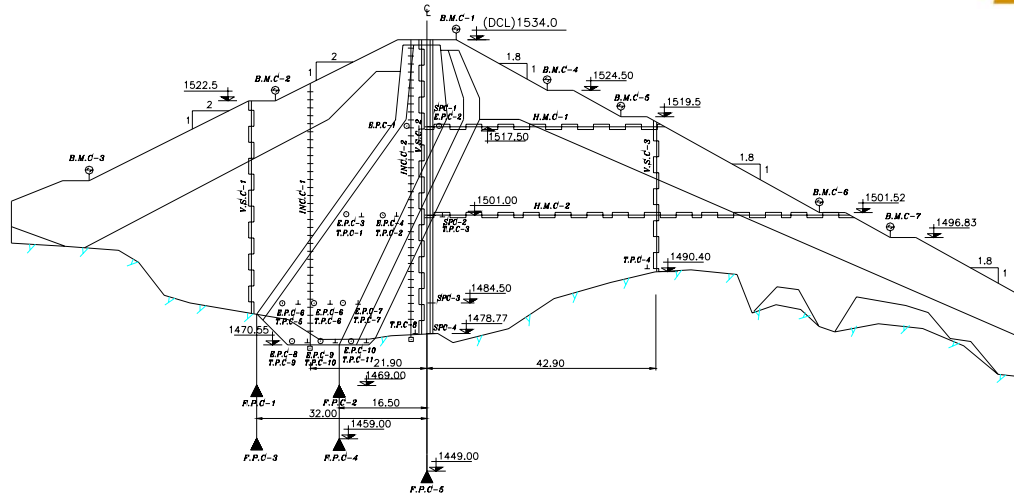 ℄
B.M.C-1
(DCL)1534.0
2
1
1.8
1
B.M.C-4
1524.50
1522.5
B.M.C-2
2
1
B.M.C-5
SPC-1
E.P.C-1
E.P.C-2
1519.5
H.M.C-1
1517.50
B.M.C-3
V.S.C-1
INC.C-1
INC.C-2
V.S.C-2
V.S.C-3
1.8
1
B.M.C-6
1501.52
1501.00
H.M.C-2
B.M.C-7
1496.83
E.P.C-3
E.P.C-4
SPC-2
T.P.C-1
T.P.C-2
T.P.C-3
T.P.C-4
1490.40
1.8
1
1484.50
SPC-3
E.P.C-6
E.P.C-6
E.P.C-7
T.P.C-5
T.P.C-6
T.P.C-7
T.P.C-8
SPC-4
1478.77
1470.55
E.P.C-8
E.P.C-9
E.P.C-10
T.P.C-9
T.P.C-10
T.P.C-11
21.90
42.90
1469.00
F.P.C-1
F.P.C-2
16.50
32.00
1459.00
F.P.C-3
F.P.C-4
1449.00
F.P.C-5